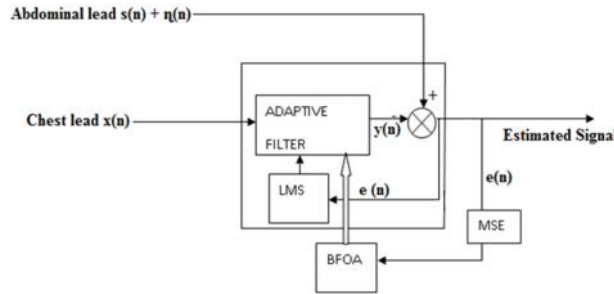 Abdominal lead s(n) + η(n)
+
ADAPTIVE
FILTER
Chest lead x(n)
y(n)
-
Estimated Signal
LMS
e (n)
e(n)
MSE
BFOA